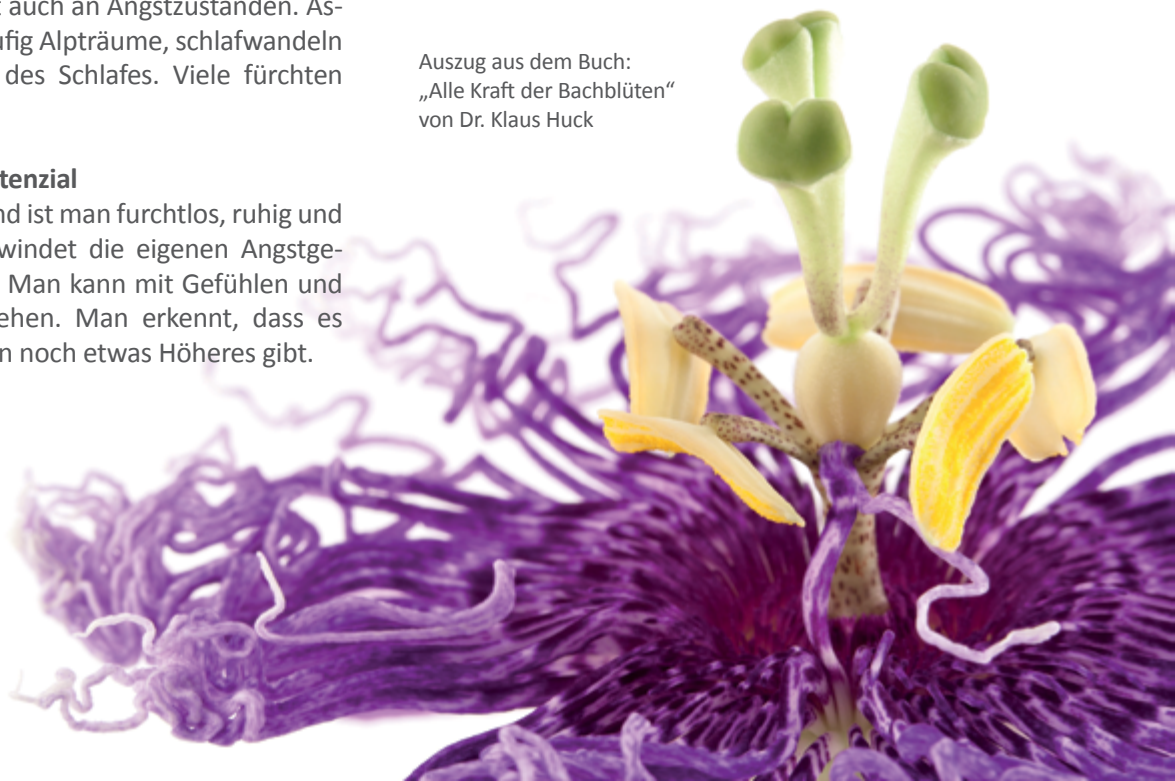 auch an Angstzuständen. As-
Alpträume, schlafwandeln
des Schlafes. Viele fürchten
tenzial
nd ist man furchtlos, ruhig und
windet die eigenen Angstge-
Man kann mit Gefühlen und
ehen. Man erkennt, dass es
n noch etwas Höheres gibt.
Auszug aus dem Buch:
„Alle Kraft der Bachblüten“
von Dr. Klaus Huck